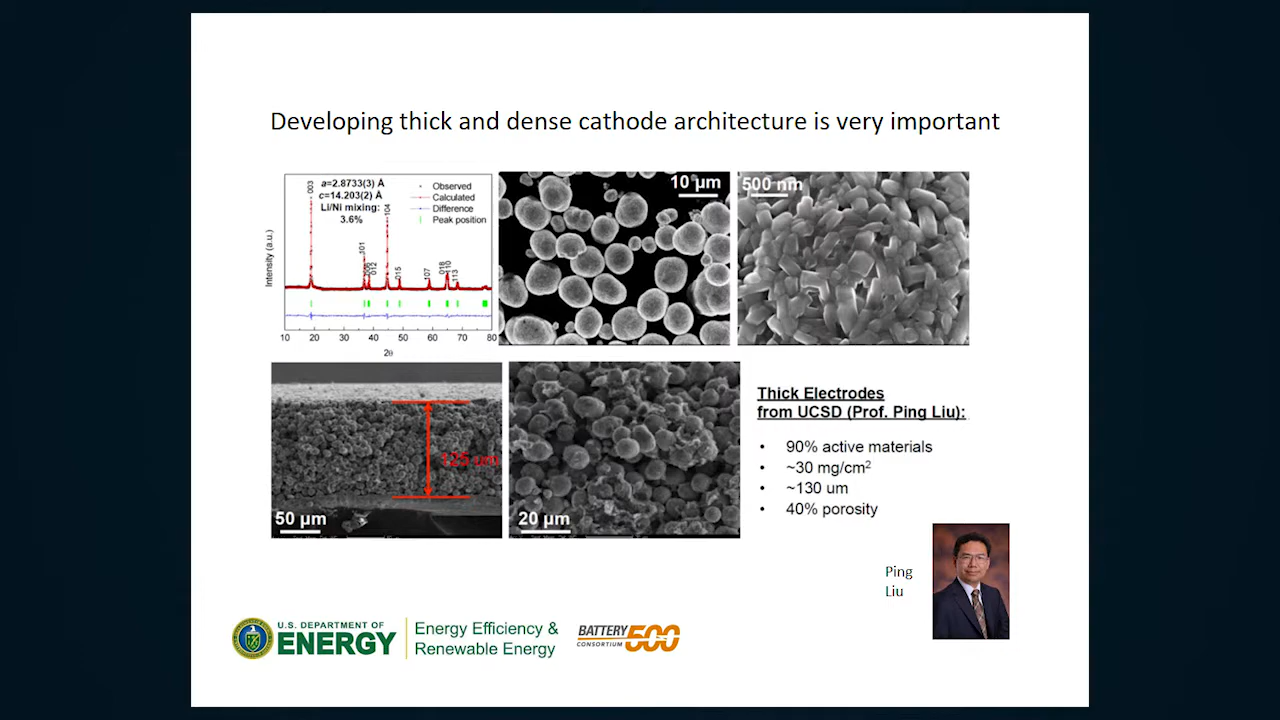 Developing thick and dense cathode architecture is very important
a=2.8733(3) Å
c=14.203(2) Å
Li/Ni mixing:
3.6%
Observed
Calculated
Difference
Peak position
003
101
012
104
015
107
018
110
113
Intensity (a.u.)
10 20 30 40 50 60 70 80
2θ
10 µm
500 nm
125 um
50 µm
20 µm
Thick Electrodes
from UCSD (Prof. Ping Liu):
• 90% active materials
• ~30 mg/cm²
• ~130 um
• 40% porosity
Ping
Liu
U.S. DEPARTMENT OF
ENERGY
Energy Efficiency &
Renewable Energy
BATTERY
CONSORTIUM
500